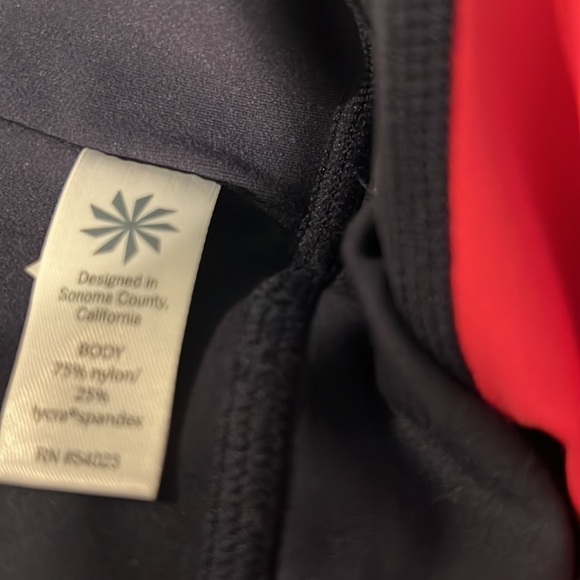 Designed in
Sonoma County,
California
BODY
75% nylon/
25%
lycra®spandex
RN #54023